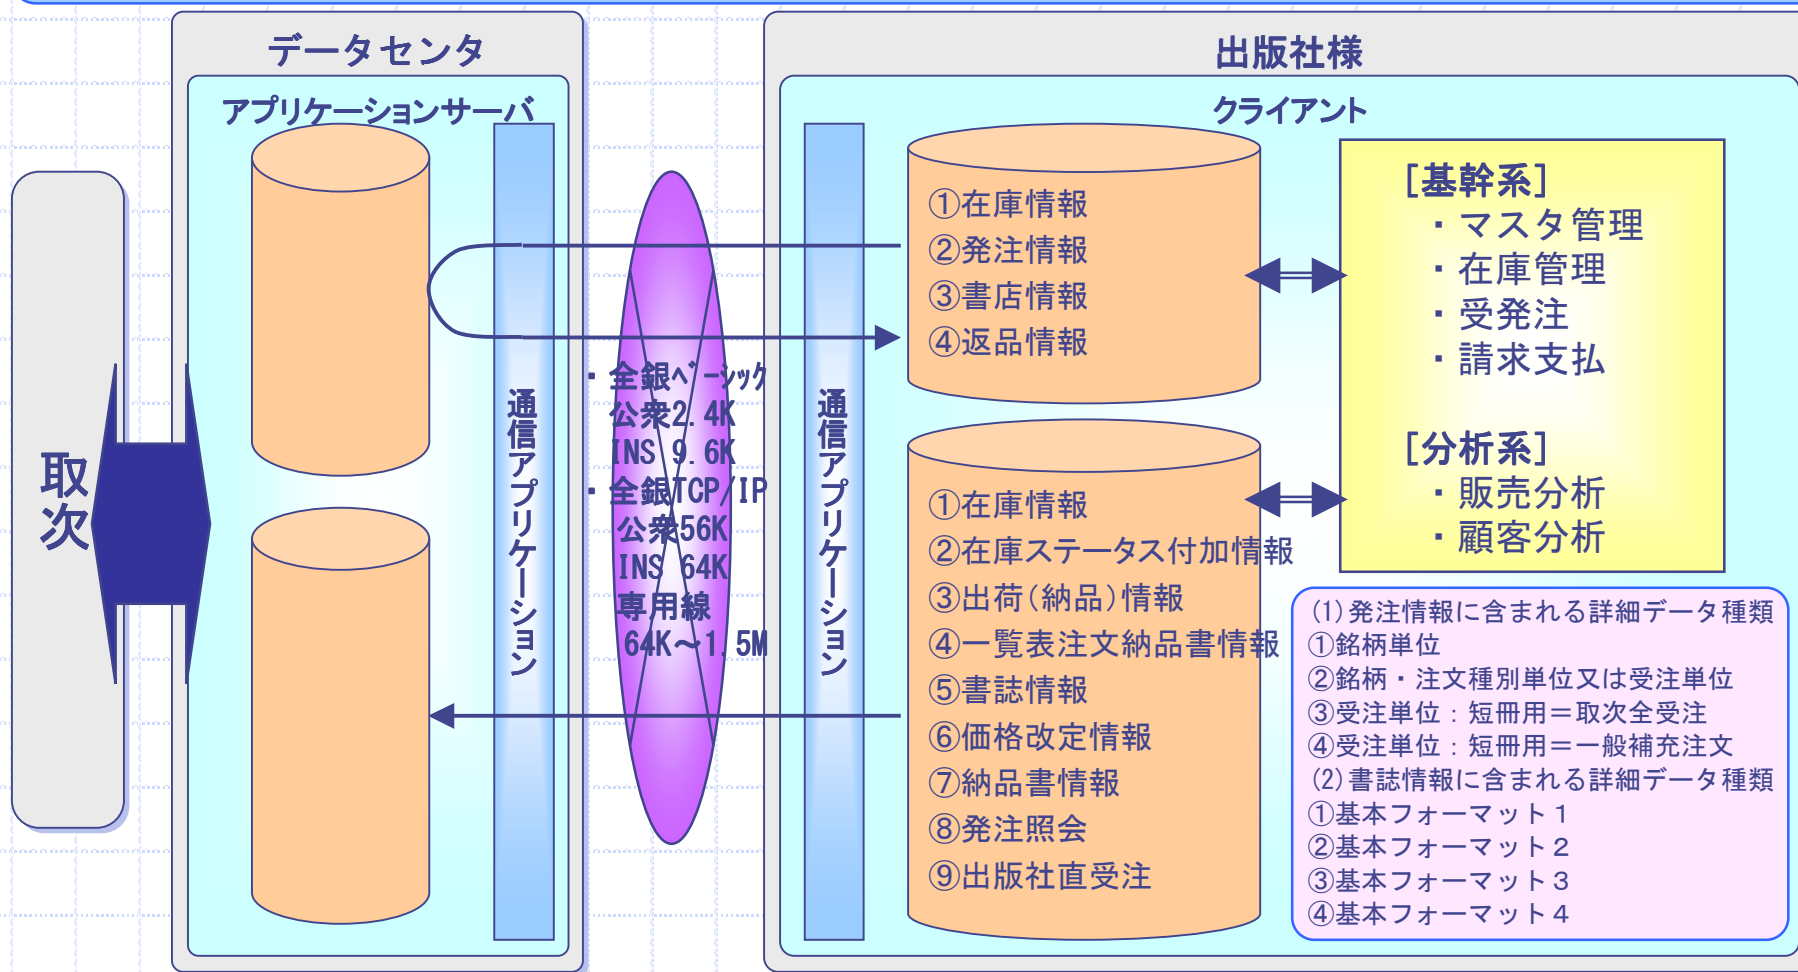 データセンタ
アプリケーションサーバ
取次
通信アプリケーション
・全銀ベーシック
公衆2.4K
INS 9.6K
・全銀TCP/IP
公衆56K
INS 64K
専用線
64K～1.5M
出版社様
クライアント
通信アプリケーション
①在庫情報
②発注情報
③書店情報
④返品情報
①在庫情報
②在庫ステータス付加情報
③出荷(納品)情報
④一覧表注文納品書情報
⑤書誌情報
⑥価格改定情報
⑦納品書情報
⑧発注照会
⑨出版社直受注
[基幹系]
・マスタ管理
・在庫管理
・受発注
・請求支払
[分析系]
・販売分析
・顧客分析
(1)発注情報に含まれる詳細データ種類
①銘柄単位
②銘柄・注文種別単位又は受注単位
③受注単位：短冊用＝取次全受注
④受注単位：短冊用＝一般補充注文
(2)書誌情報に含まれる詳細データ種類
①基本フォーマット１
②基本フォーマット２
③基本フォーマット３
④基本フォーマット４